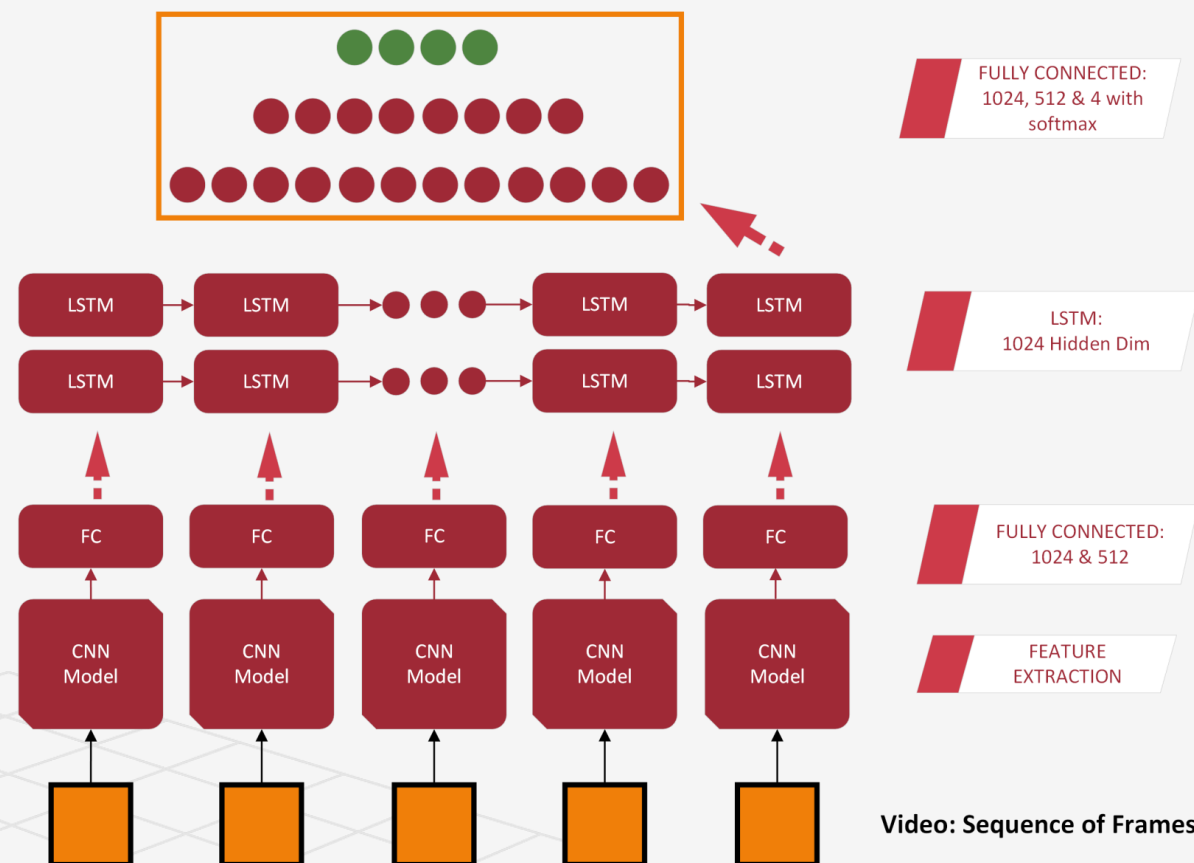 FULLY CONNECTED:
1024, 512 & 4 with
softmax
LSTM
LSTM
LSTM
LSTM
LSTM:
1024 Hidden Dim
LSTM
LSTM
LSTM
LSTM
FC
FC
FC
FC
FC
FULLY CONNECTED:
1024 & 512
CNN
Model
CNN
Model
CNN
Model
CNN
Model
CNN
Model
FEATURE
EXTRACTION
Video: Sequence of Frames